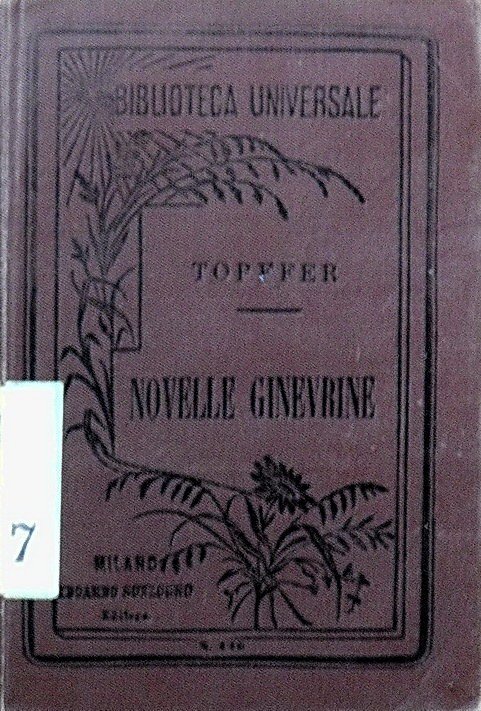 BIBLIOTECA UNIVERSALE
TOPFFER
NOVELLE GINEVRINE
7
MILANO
EDOARDO SONZOGNO
Editore